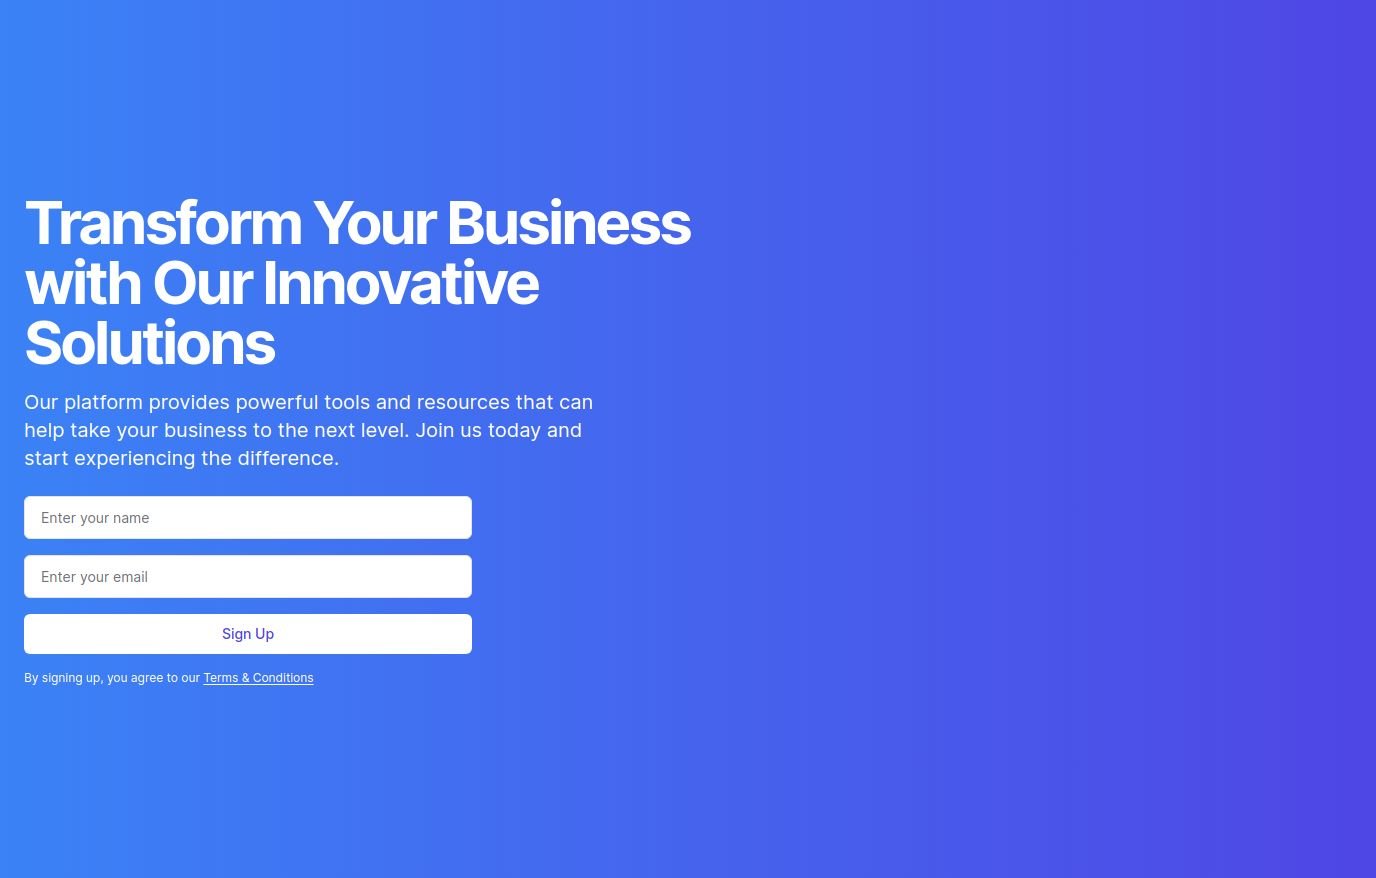 Transform Your Business
with Our Innovative
Solutions
Our platform provides powerful tools and resources that can
help take your business to the next level. Join us today and
start experiencing the difference.
Enter your name
Enter your email
Sign Up
By signing up, you agree to our Terms & Conditions